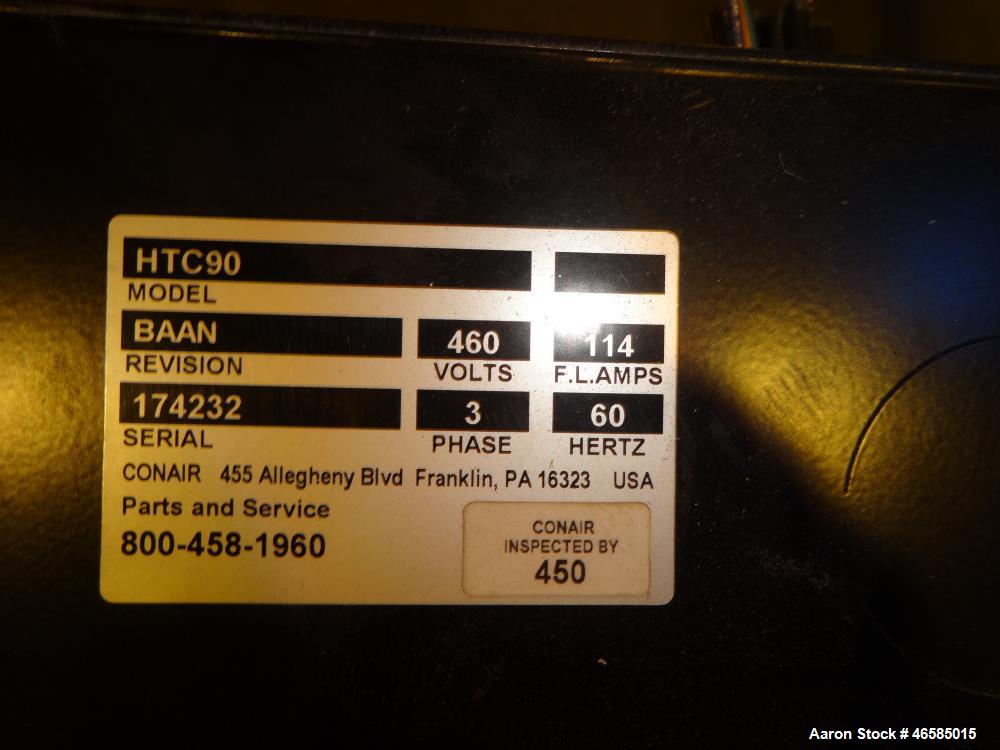 HTC90
MODEL
BAAN 460 114
REVISION VOLTS F.L.AMPS
174232 3 60
SERIAL PHASE HERTZ
CONAIR 455 Allegheny Blvd Franklin, PA 16323 USA
Parts and Service
800-458-1960
CONAIR
INSPECTED BY
450
Aaron Stock # 46585015